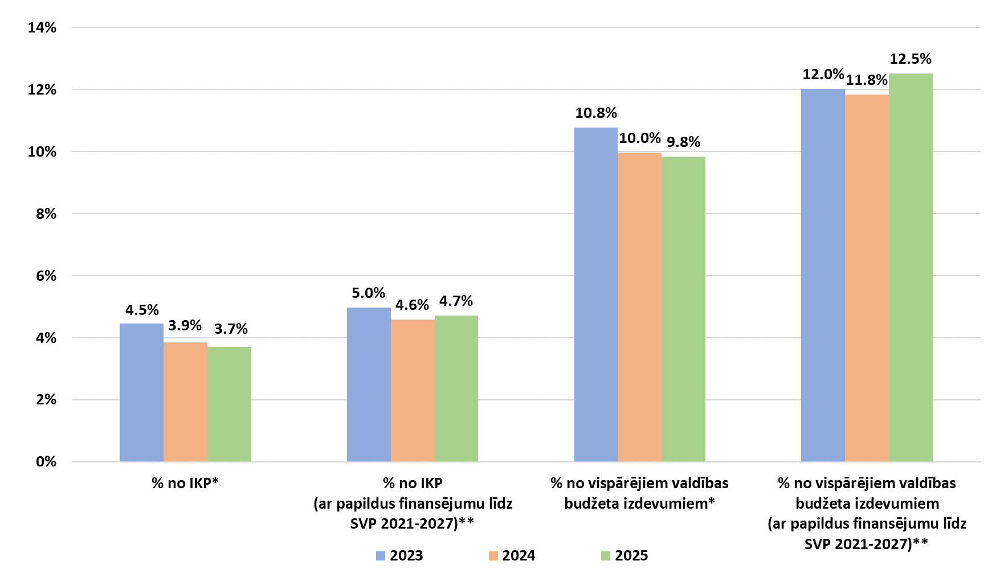 14%
12%
10%
8%
6%
4%
2%
0%
4.5%
3.9%
3.7%
5.0%
4.6%
4.7%
10.8%
10.0%
9.8%
12.0%
11.8%
12.5%
% no IKP*
% no IKP
(ar papildus finansējumu līdz
SVP 2021-2027)**
% no vispārējiem valdības
budžeta izdevumiem*
% no vispārējiem valdības
budžeta izdevumiem
(ar papildus finansējumu līdz
SVP 2021-2027)**
2023
2024
2025